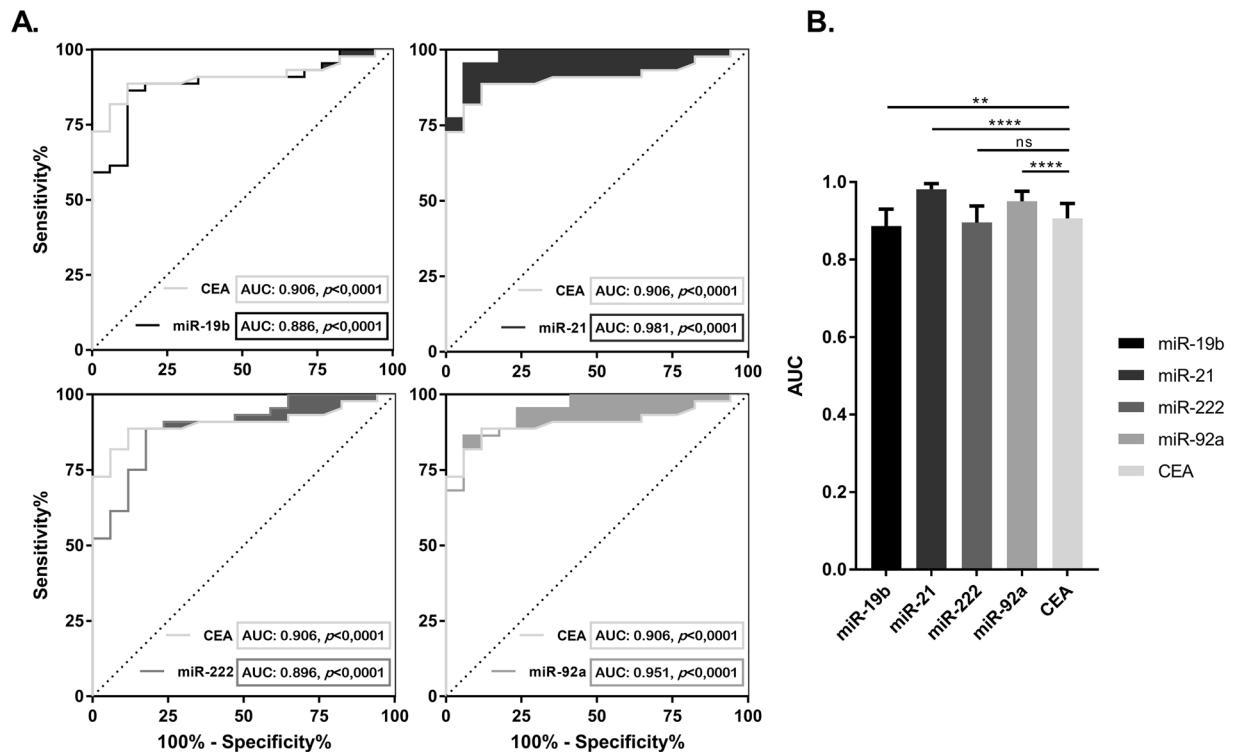 A.
B.
100
75
50
25
0
Sensitivity%
CEA
AUC: 0.906, p<0,0001
miR-19b
AUC: 0.886, p<0,0001
0 25 50 75 100
100
75
50
25
0
CEA
AUC: 0.906, p<0,0001
miR-21
AUC: 0.981, p<0,0001
0 25 50 75 100
100
75
50
25
0
Sensitivity%
CEA
AUC: 0.906, p<0,0001
miR-222
AUC: 0.896, p<0,0001
0 25 50 75 100
100% - Specificity%
100
75
50
25
0
CEA
AUC: 0.906, p<0,0001
miR-92a
AUC: 0.951, p<0,0001
0 25 50 75 100
100% - Specificity%
**
****
ns
****
1.0
0.8
0.6
0.4
0.2
0.0
AUC
miR-19b
miR-21
miR-222
miR-92a
CEA
miR-19b
miR-21
miR-222
miR-92a
CEA